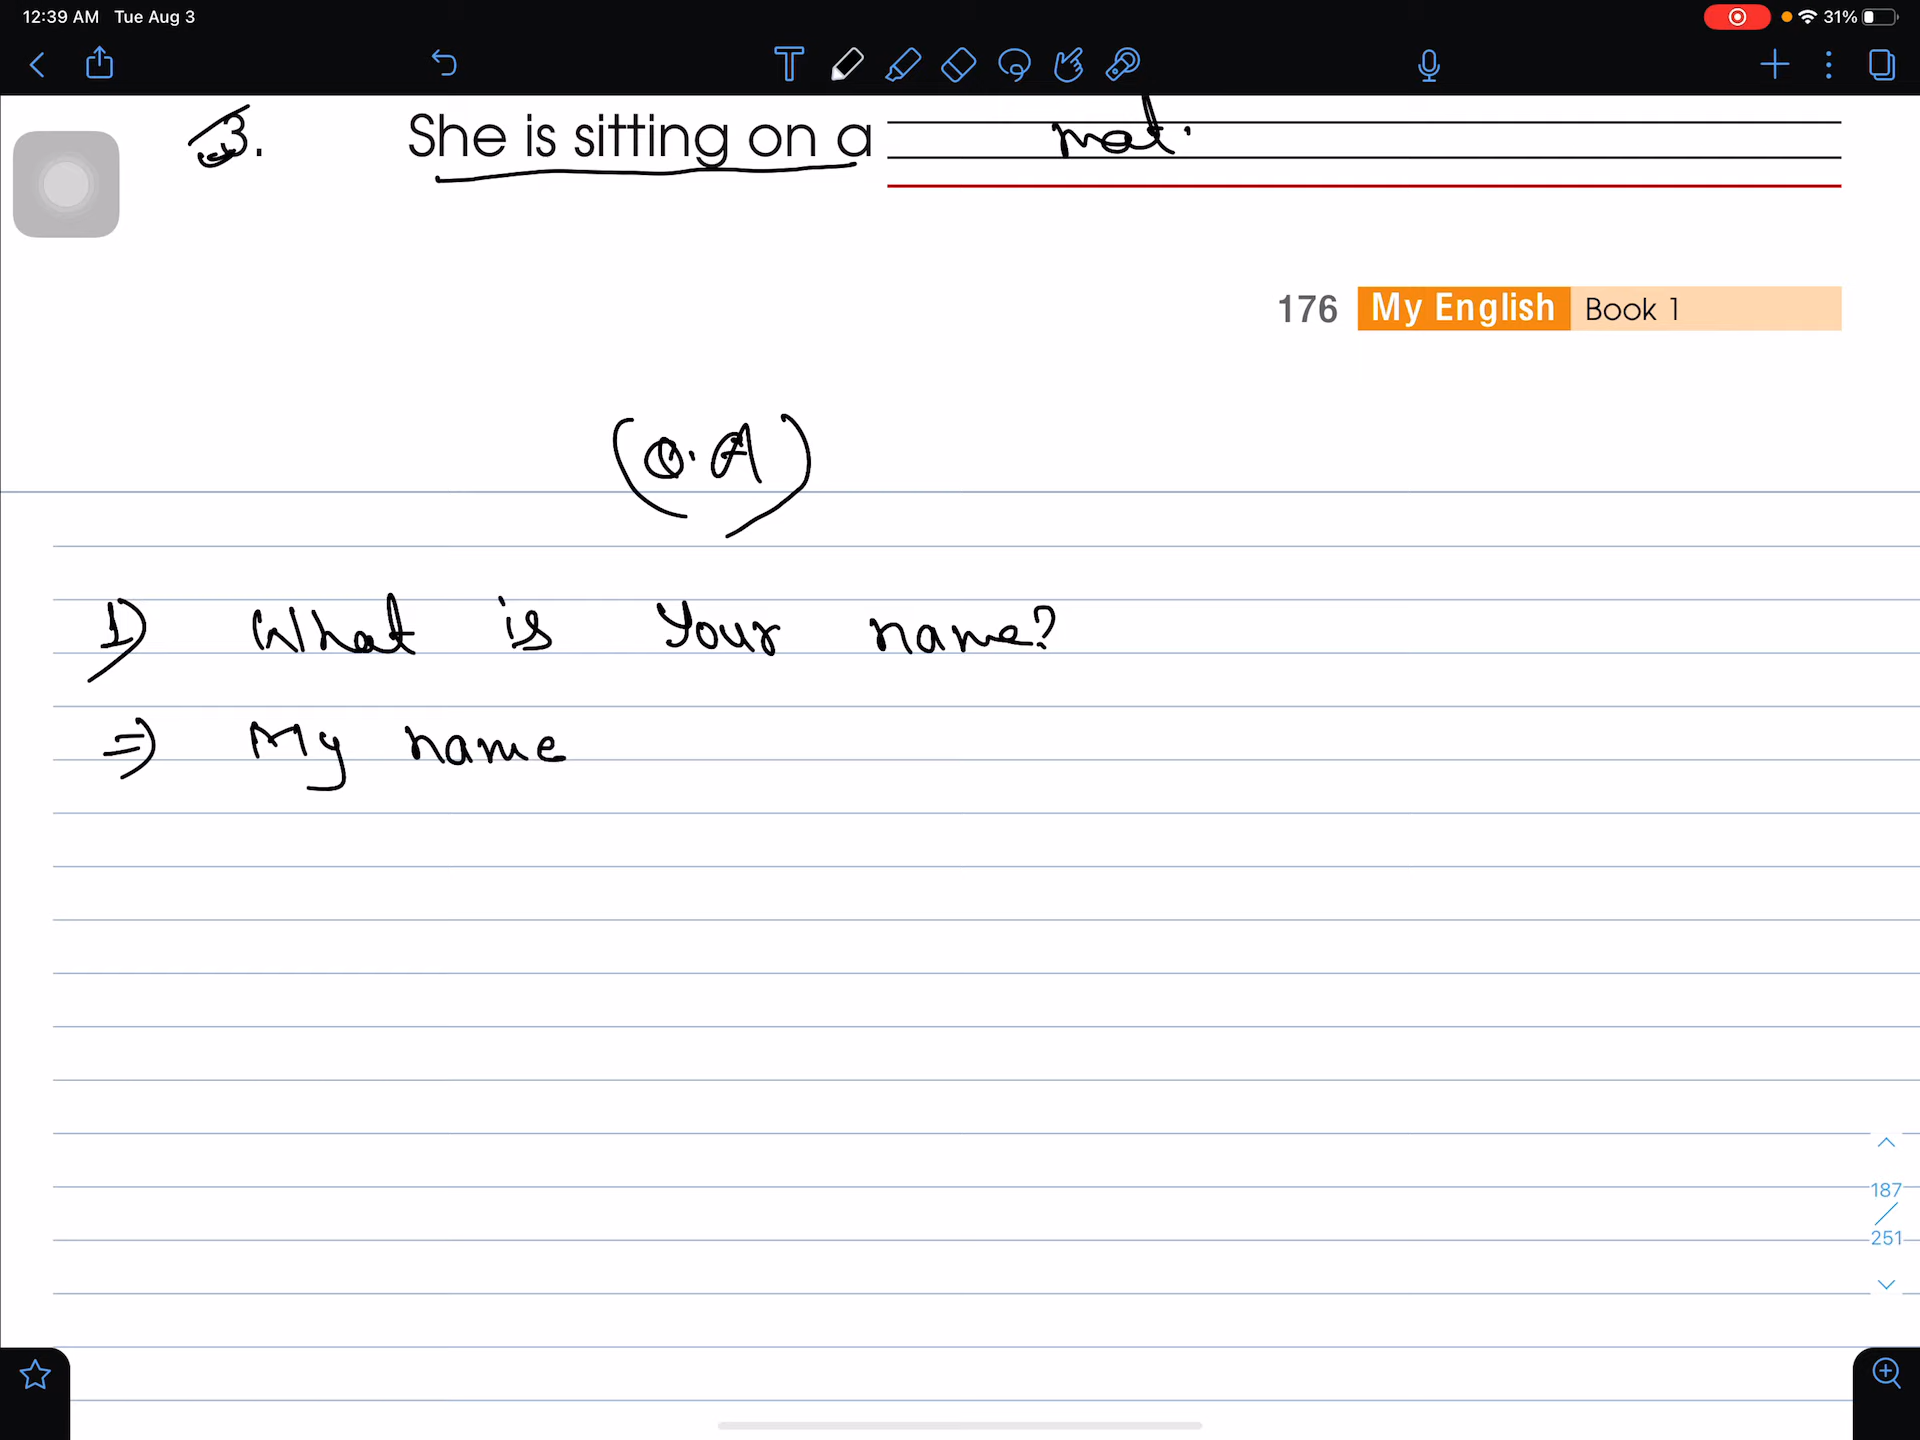 12:39 AM Tue Aug 3
31%
3. She is sitting on a mat.
176 My English Book 1
(Q.A)
1) What is your name?
⇒ My name
187
251